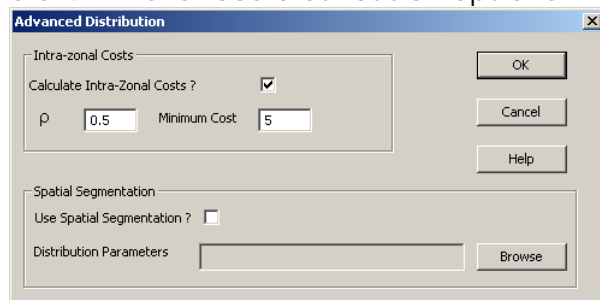 Advanced Distribution
Intra-zonal Costs
Calculate Intra-Zonal Costs ?
ρ 0.5 Minimum Cost 5
OK
Cancel
Help
Spatial Segmentation
Use Spatial Segmentation ?
Distribution Parameters
Browse